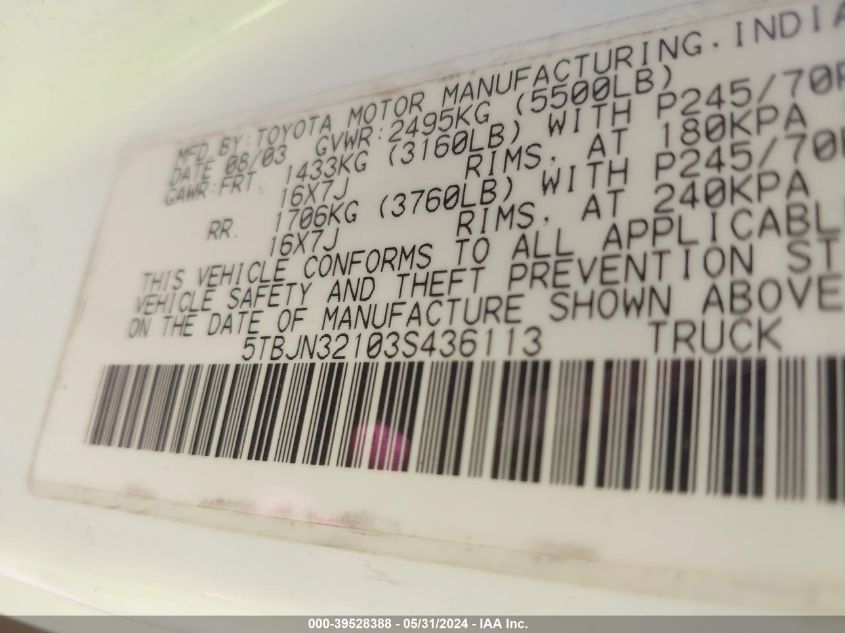 MFD. BY: TOYOTA MOTOR MANUFACTURING, INDIA
DATE 08/03 GVWR: 2495KG (5500LB)
GAWR: FRT. 1433KG (3160LB) WITH P245/70R
16X7J RIMS, AT 180KPA
RR. 1706KG (3760LB) WITH P245/70R
16X7J RIMS, AT 240KPA
THIS VEHICLE CONFORMS TO ALL APPLICABLE
VEHICLE SAFETY AND THEFT PREVENTION ST
ON THE DATE OF MANUFACTURE SHOWN ABOVE
5TBJN32103S436113 TRUCK
000-39528388 - 05/31/2024 - IAA Inc.